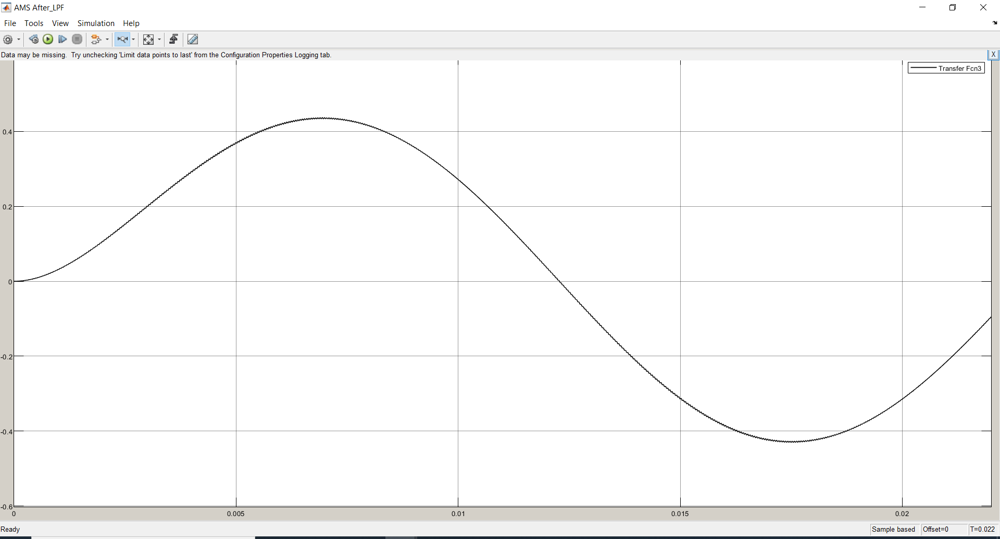 AMS After_LPF
File Tools View Simulation Help
Data may be missing. Try unchecking 'Limit data points to last' from the Configuration Properties Logging tab. X
Transfer Fcn3
0.4
0.2
0
-0.2
-0.4
-0.6
0 0.005 0.01 0.015 0.02
Ready Sample based Offset=0 T=0.022